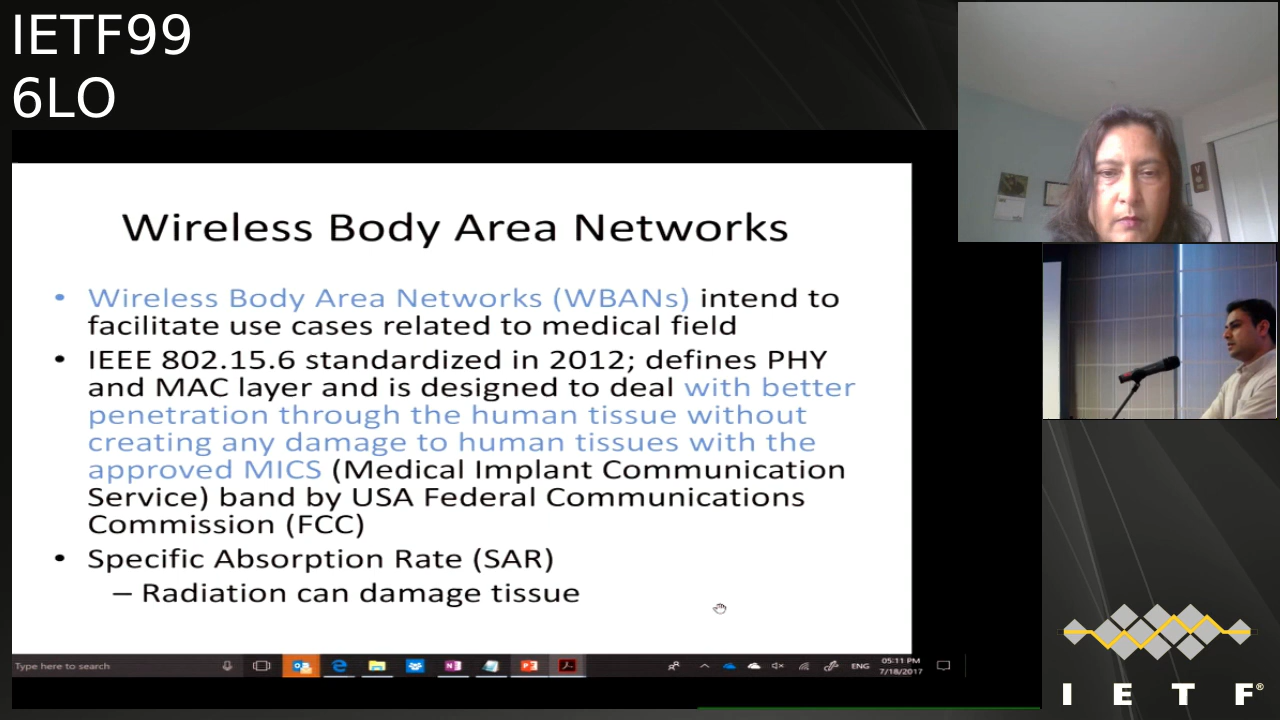 IETF99
6LO
Wireless Body Area Networks
• Wireless Body Area Networks (WBANs) intend to
facilitate use cases related to medical field
• IEEE 802.15.6 standardized in 2012; defines PHY
and MAC layer and is designed to deal with better
penetration through the human tissue without
creating any damage to human tissues with the
approved MICS (Medical Implant Communication
Service) band by USA Federal Communications
Commission (FCC)
• Specific Absorption Rate (SAR)
– Radiation can damage tissue
Type here to search
ENG
05:11 PM
7/18/2017
I E T F®